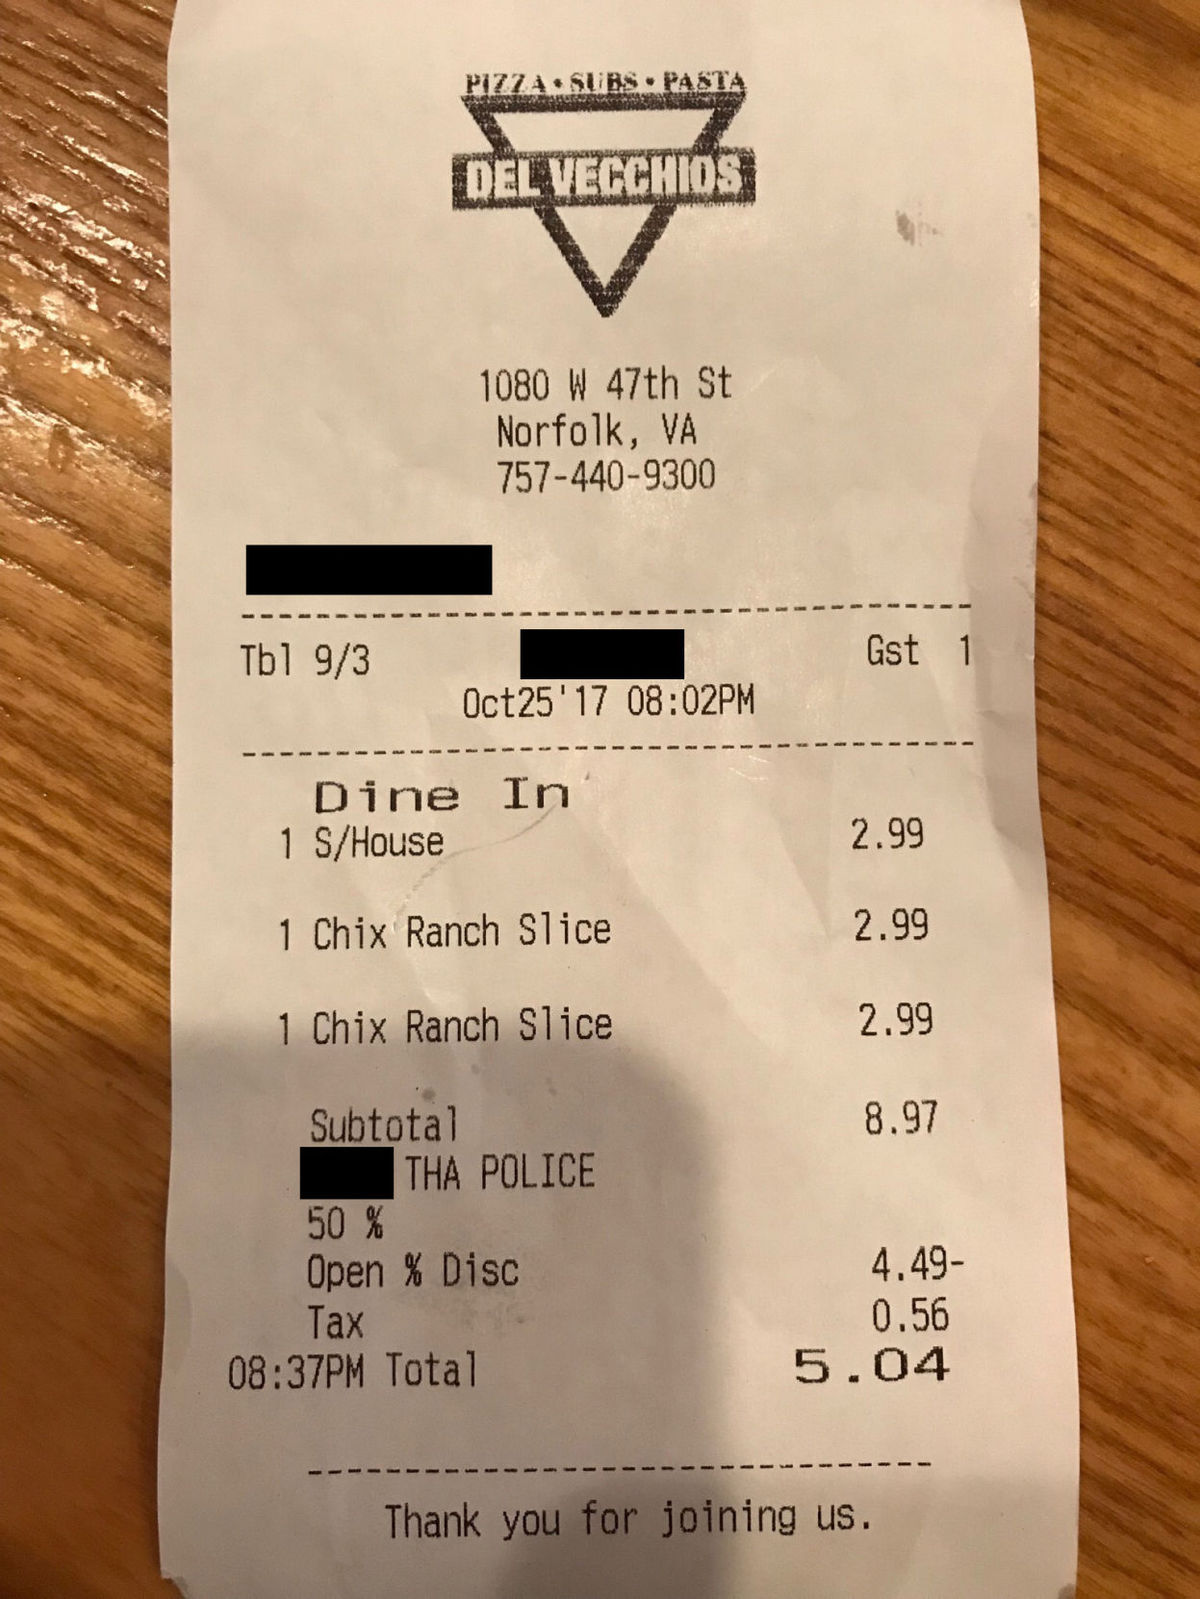 PIZZA • SUBS • PASTA
DEL VECCHIOS
1080 W 47th St
Norfolk, VA
757-440-9300
Tbl 9/3 Gst 1
Oct25'17 08:02PM
Dine In
1 S/House 2.99
1 Chix Ranch Slice 2.99
1 Chix Ranch Slice 2.99
Subtotal 8.97
THA POLICE
50 %
Open % Disc 4.49-
Tax 0.56
08:37PM Total 5.04
Thank you for joining us.